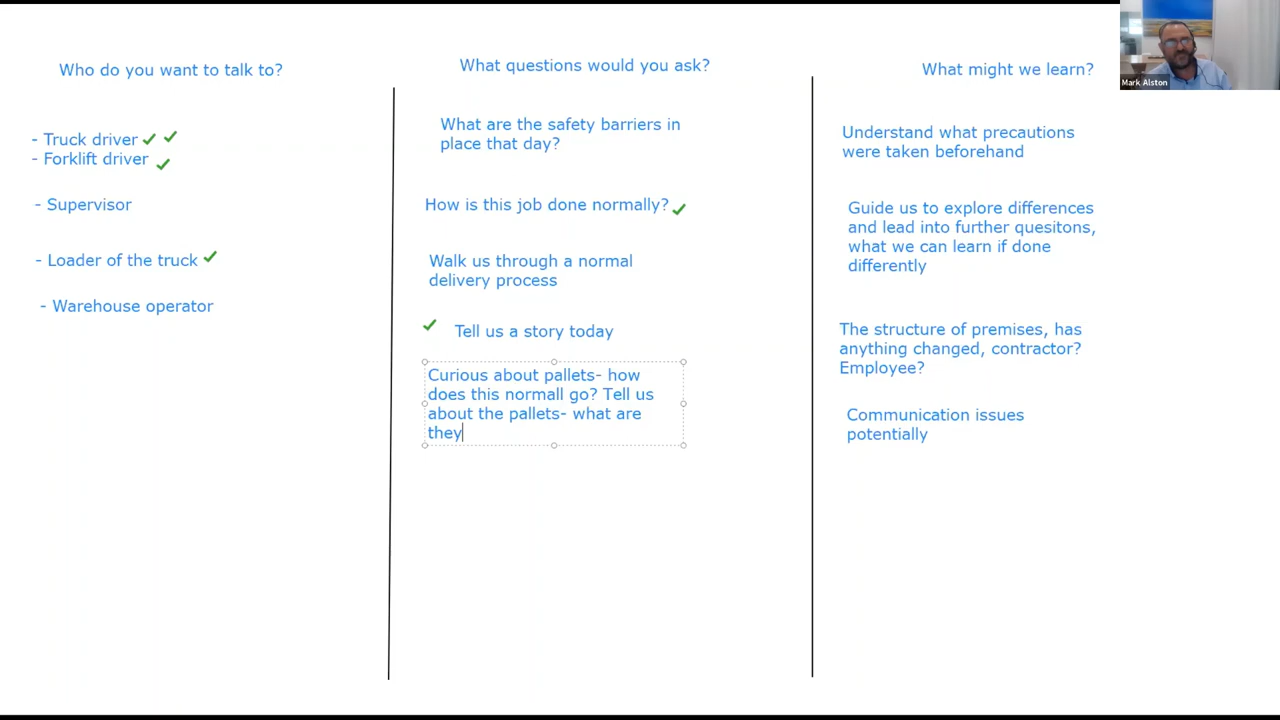 Who do you want to talk to?
- Truck driver
- Forklift driver
- Supervisor
- Loader of the truck
- Warehouse operator
What questions would you ask?
What are the safety barriers in
place that day?
How is this job done normally?
Walk us through a normal
delivery process
Tell us a story today
Curious about pallets- how
does this normall go? Tell us
about the pallets- what are
they
What might we learn?
Understand what precautions
were taken beforehand
Guide us to explore differences
and lead into further quesitons,
what we can learn if done
differently
The structure of premises, has
anything changed, contractor?
Employee?
Communication issues
potentially
Mark Alston